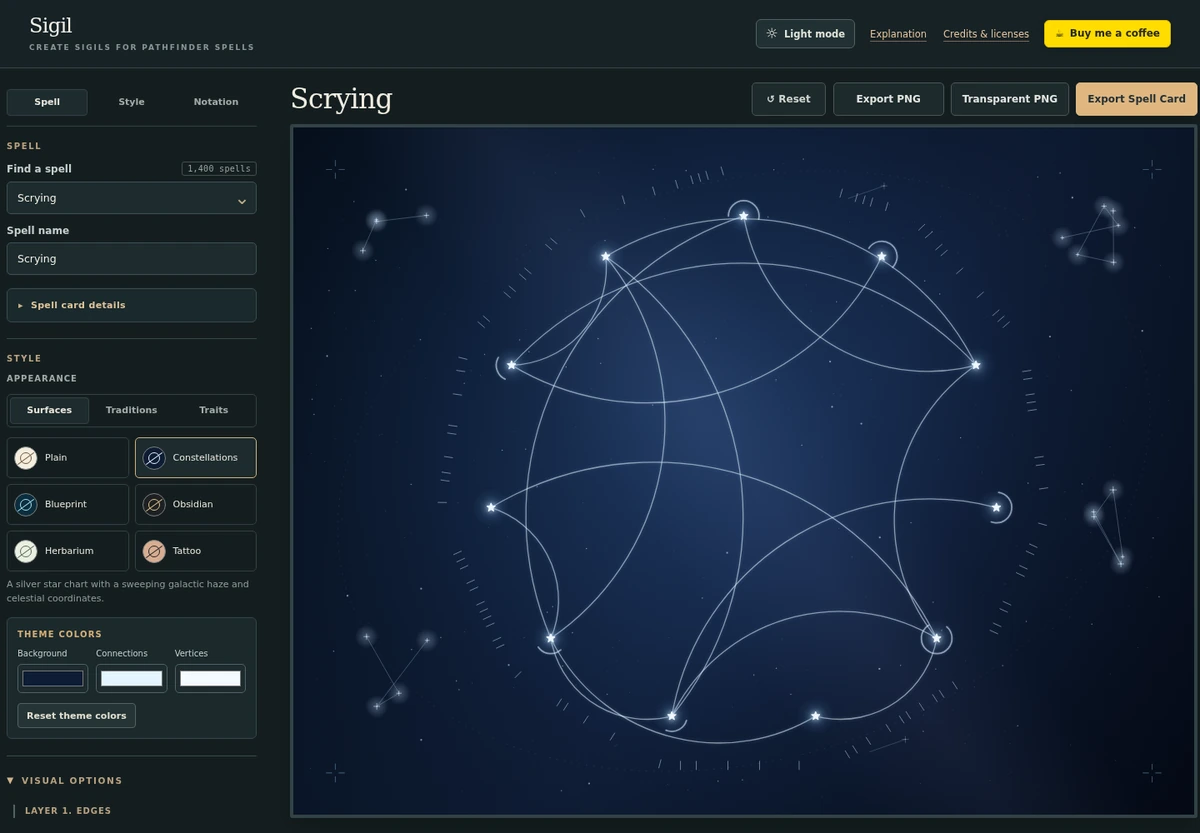 Sigil
CREATE SIGILS FOR PATHFINDER SPELLS
Light mode
Explanation
Credits & licenses
Buy me a coffee
Spell
Style
Notation
SPELL
Find a spell
1,400 spells
Scrying
Spell name
Scrying
▸ Spell card details
STYLE
APPEARANCE
Surfaces
Traditions
Traits
Plain
Constellations
Blueprint
Obsidian
Herbarium
Tattoo
A silver star chart with a sweeping galactic haze and
celestial coordinates.
THEME COLORS
Background
Connections
Vertices
Reset theme colors
▼ VISUAL OPTIONS
LAYER 1. EDGES
Scrying
↺ Reset
Export PNG
Transparent PNG
Export Spell Card